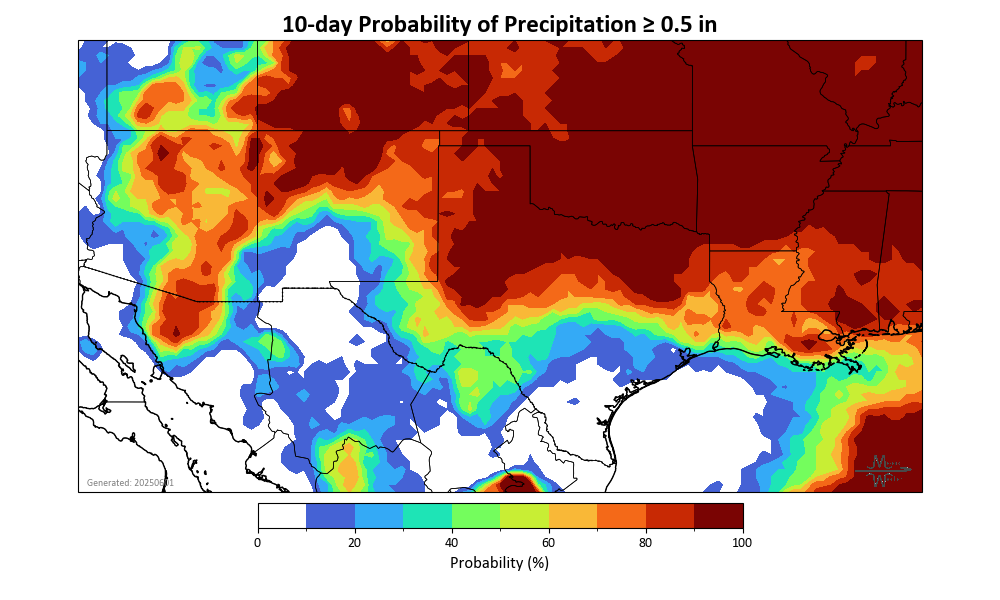 10-day Probability of Precipitation ≥ 0.5 in
Generated: 20250601
0 20 40 60 80 100
Probability (%)